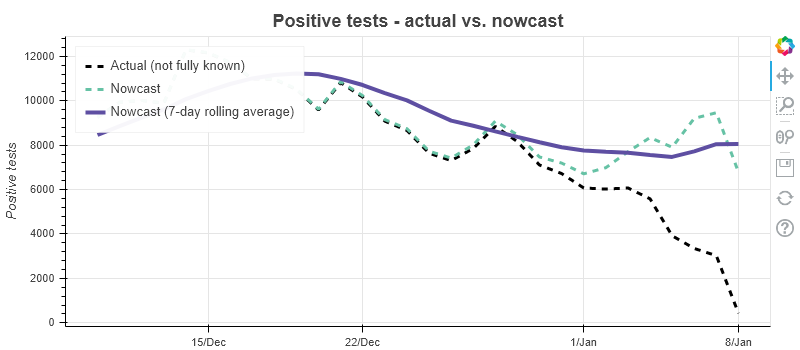 Positive tests - actual vs. nowcast
12000
10000
8000
6000
4000
2000
0
Positive tests
Actual (not fully known)
Nowcast
Nowcast (7-day rolling average)
15/Dec
22/Dec
1/Jan
8/Jan
?